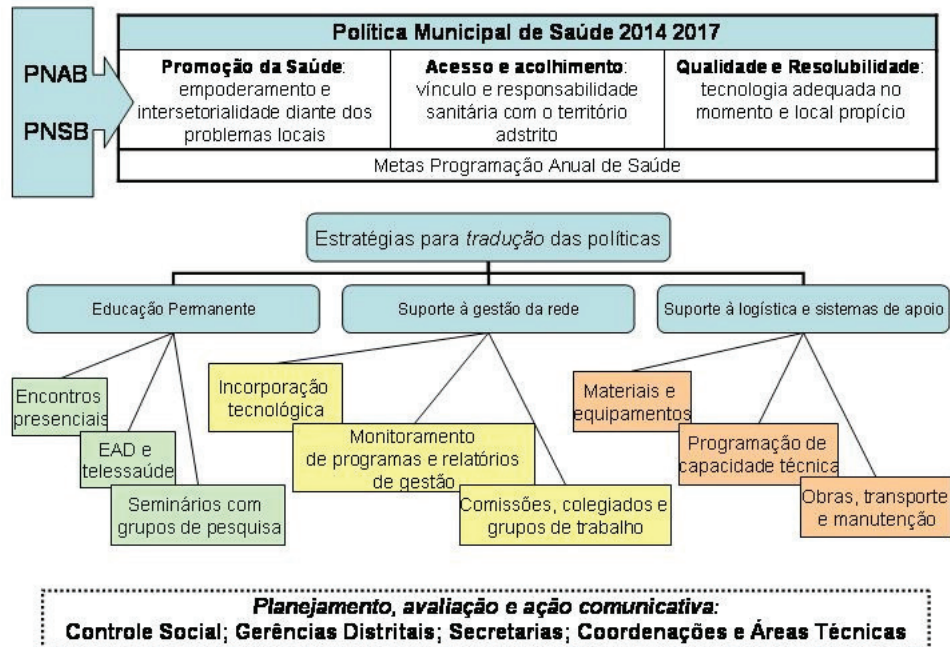 PNAB
PNSB
Política Municipal de Saúde 2014 2017
Promoção da Saúde:
empoderamento e
intersetorialidade diante dos
problemas locais
Acesso e acolhimento:
vínculo e responsabilidade
sanitária com o território
adstrito
Qualidade e Resolubilidade:
tecnologia adequada no
momento e local propício
Metas Programação Anual de Saúde
Estratégias para tradução das políticas
Educação Permanente
Suporte à gestão da rede
Suporte à logística e sistemas de apoio
Encontros
presenciais
EAD e
telessaúde
Seminários com
grupos de pesquisa
Incorporação
tecnológica
Monitoramento
de programas e relatórios
de gestão
Comissões, colegiados e
grupos de trabalho
Materiais e
equipamentos
Programação de
capacidade técnica
Obras, transporte
e manutenção
Planejamento, avaliação e ação comunicativa:
Controle Social; Gerências Distritais; Secretarias; Coordenações e Áreas Técnicas